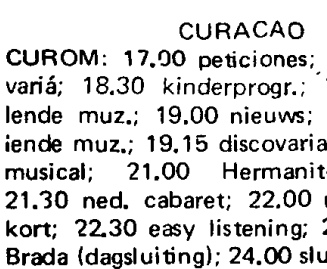 CURACAO
CUROM: 17.00 peticiones;
variá; 18.30 kinderprogr.;
lende muz.; 19.00 nieuws;
iende muz.; 19.15 discovaria
musical; 21.00 Hermanit
21.30 ned. cabaret; 22.00
kort; 22.30 easy listening;
Brada (dagsluiting); 24.00 slu